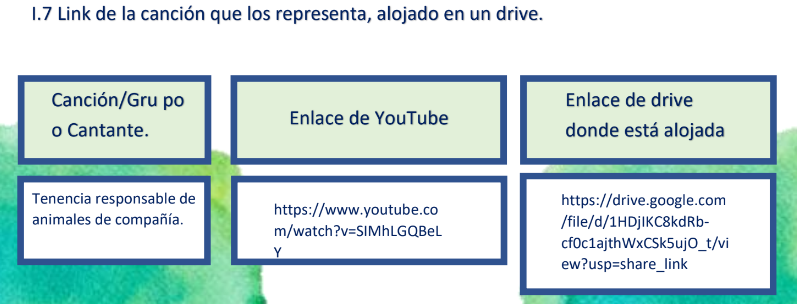 I.7 Link de la canción que los representa, alojado en un drive.
Canción/Gru po
o Cantante.
Enlace de YouTube
Enlace de drive
donde está alojada
Tenencia responsable de
animales de compañía.
https://www.youtube.co
m/watch?v=SIMhLGQBeL
Y
https://drive.google.com
/file/d/1HDjIKC8kdRb-
cf0c1ajthWxCSk5ujO_t/vi
ew?usp=share_link